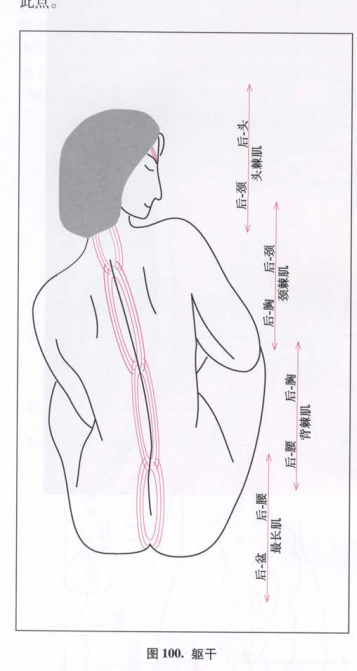 此点。
后-颈 后-头
头棘肌
后-胸 后-颈
颈棘肌
后-腰 后-胸
背棘肌
后-盆 后-腰
最长肌
图 100. 躯干